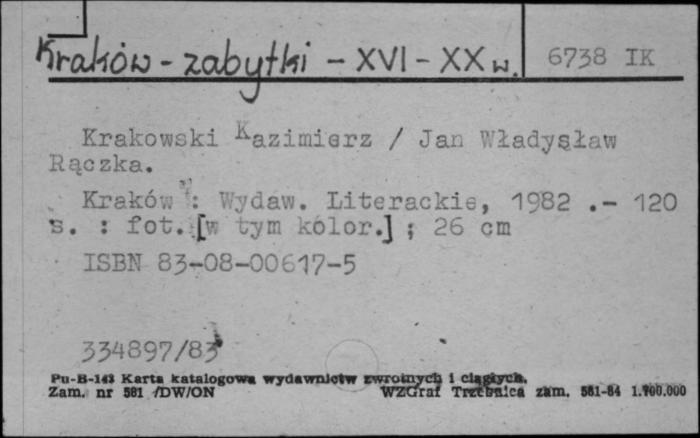 Kraków - zabytki - XVI - XX w. 6738 IK
Krakowski Kazimierz / Jan Władysław
Rączka.
Kraków : Wydaw. Literackie, 1982 .- 120
s. : fot. [w tym kolor.] ; 26 cm
ISBN 83-08-00617-5
334897/83
Pu-B-143 Karta katalogowa wydawnictw zwrotnych i ciągłych.
Zam. nr 581 /DW/ON WZGraf Trzebnica zam. 581-84 1.700.000